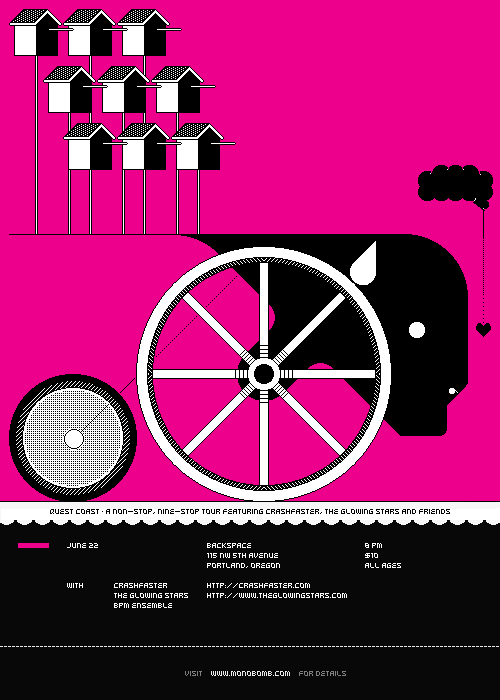 QUEST COAST · A NON-STOP, NINE-STOP TOUR FEATURING CRASHFASTER, THE GLOWING STARS AND FRIENDS
JUNE 22 BACKSPACE 8 PM
115 NW 5TH AVENUE $10
PORTLAND, OREGON ALL AGES
WITH CRASHFASTER HTTP://CRASHFASTER.COM
THE GLOWING STARS HTTP://WWW.THEGLOWINGSTARS.COM
BPM ENSEMBLE
VISIT WWW.MONOBOMB.COM FOR DETAILS